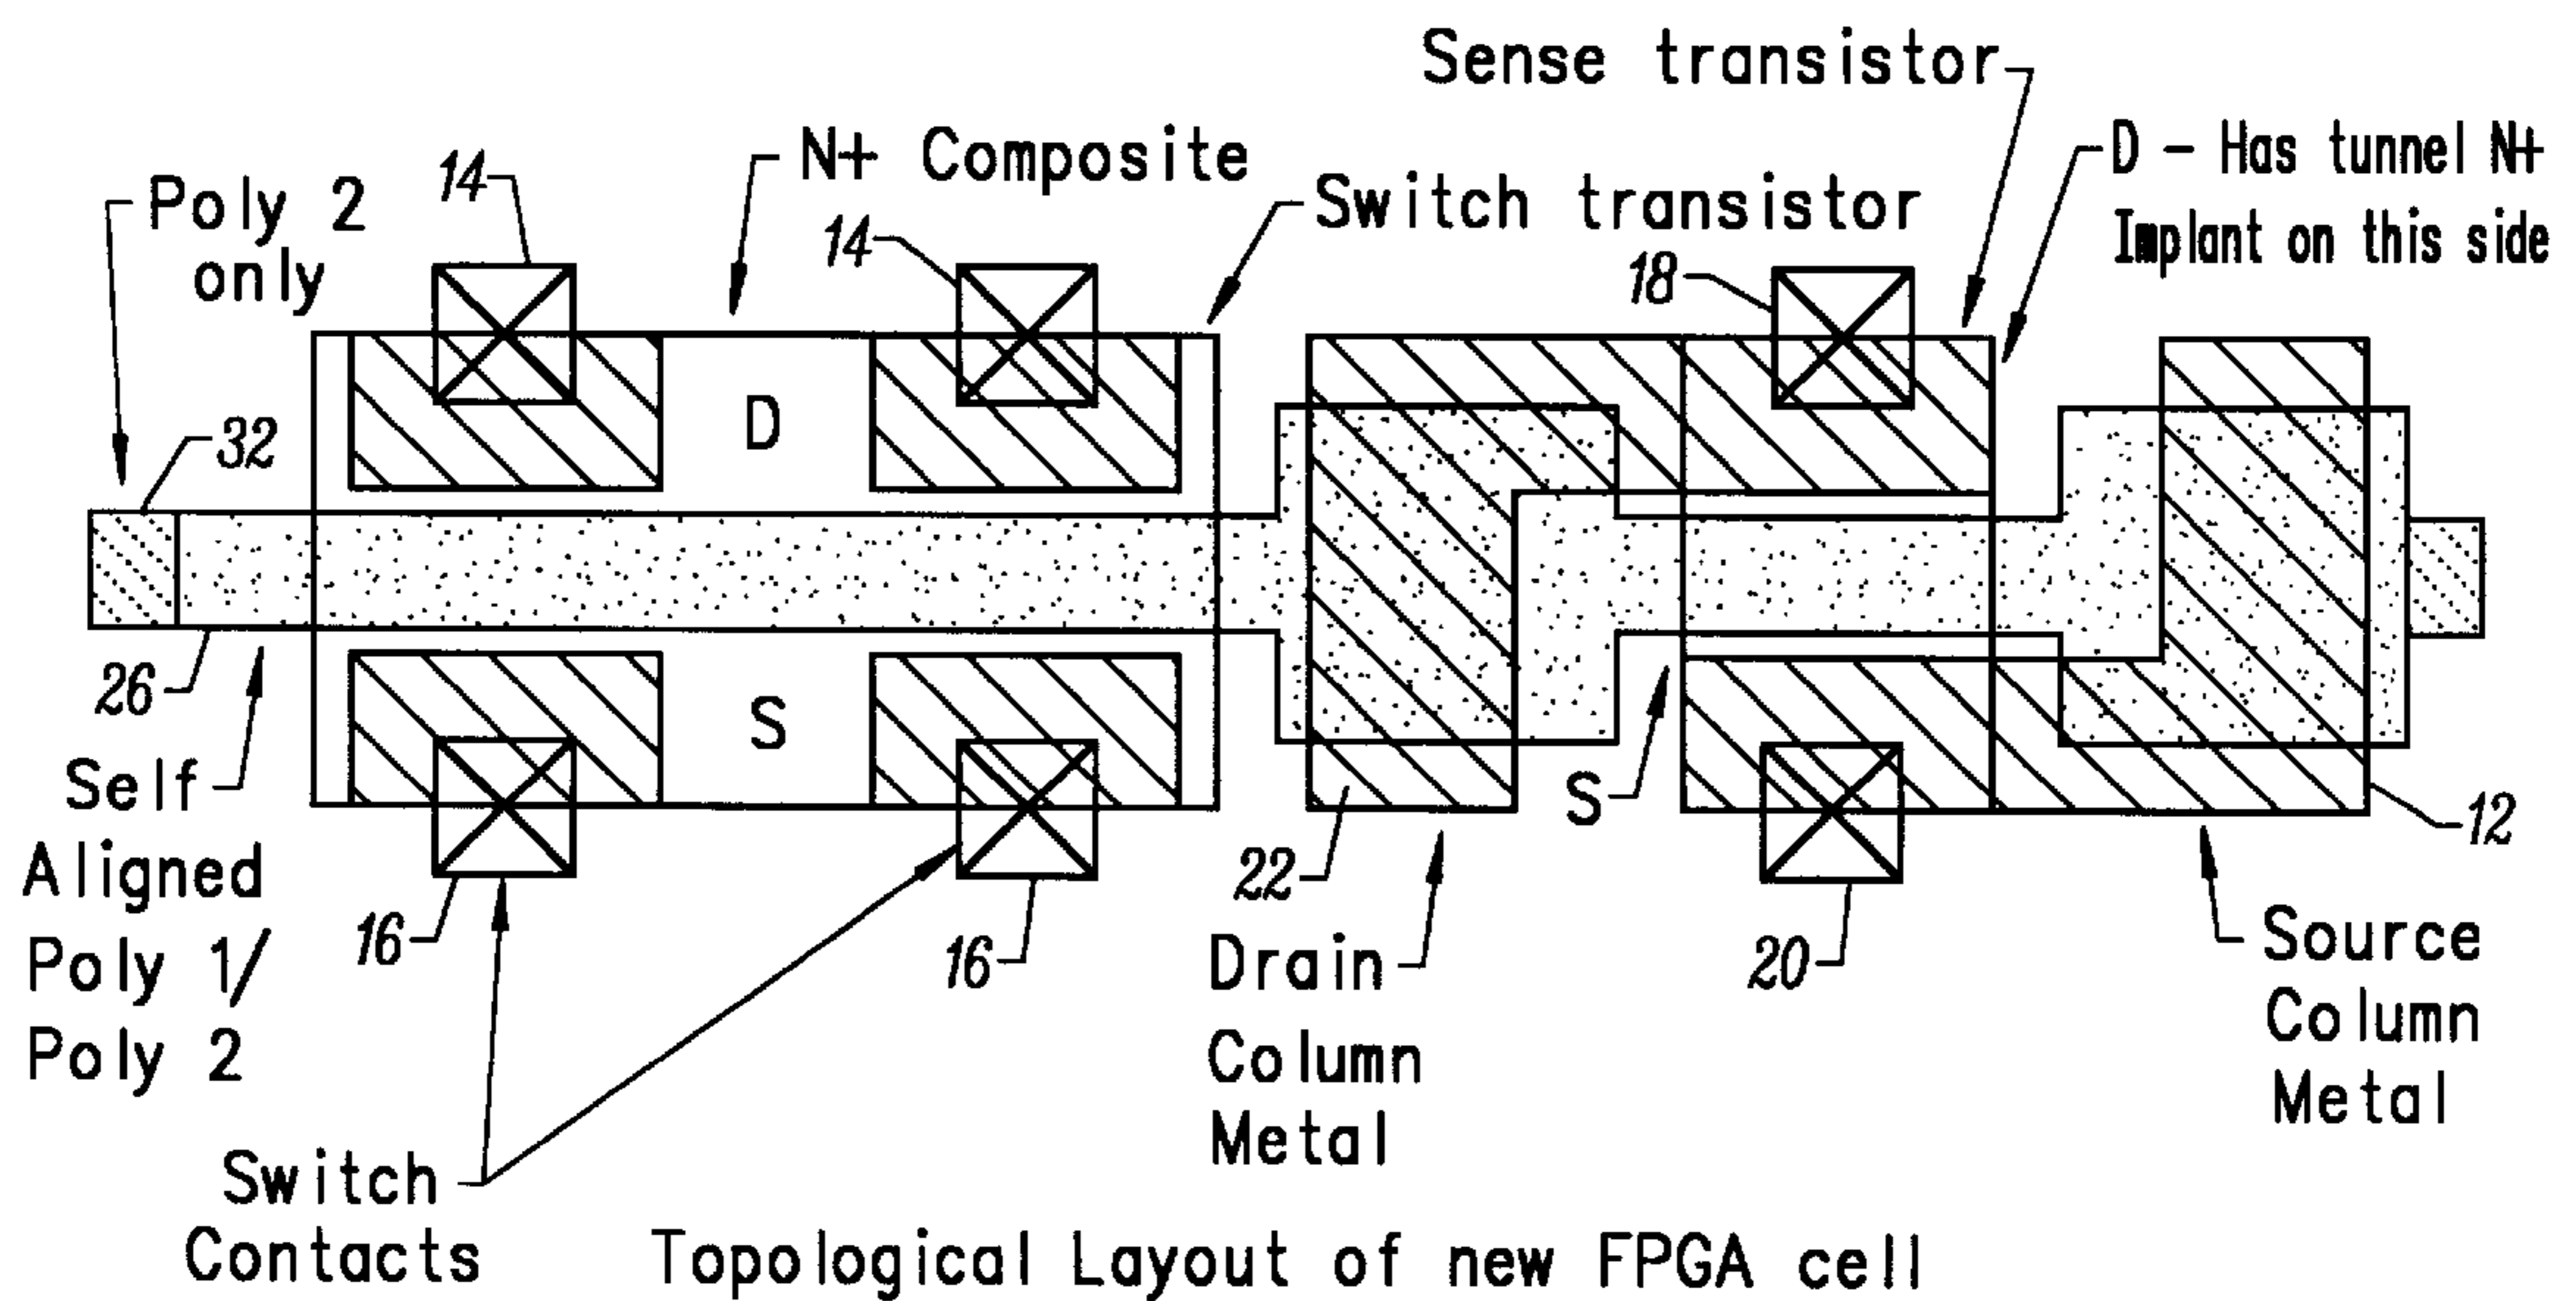 Sense transistor
D - Has tunnel N+
Implant on this side
N+ Composite
Switch transistor
Poly 2
only
14
14
18
32
D
26
S
S
Self
Aligned
Poly 1/
Poly 2
16
16
22
20
12
Drain
Column
Metal
Source
Column
Metal
Switch
Contacts
Topological Layout of new FPGA cell